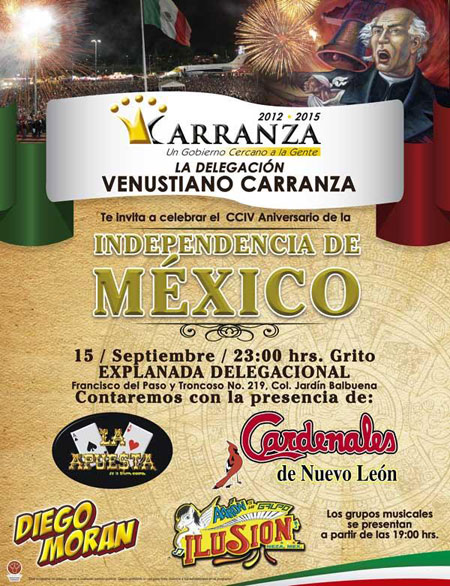 2012 · 2015
CARRANZA
Un Gobierno Cercano a la Gente
LA DELEGACIÓN
VENUSTIANO CARRANZA
Te invita a celebrar el CCIV Aniversario de la
INDEPENDENCIA DE
MÉXICO
15 / Septiembre / 23:00 hrs. Grito
EXPLANADA DELEGACIONAL
Francisco del Paso y Troncoso No. 219, Col. Jardín Balbuena
Contaremos con la presencia de:
LA
APUESTA
Cardenales
de Nuevo León
DIEGO
MORAN
AARÓN
Y SU GRUPO
ILUSION
Los grupos musicales
se presentan
a partir de las 19:00 hrs.